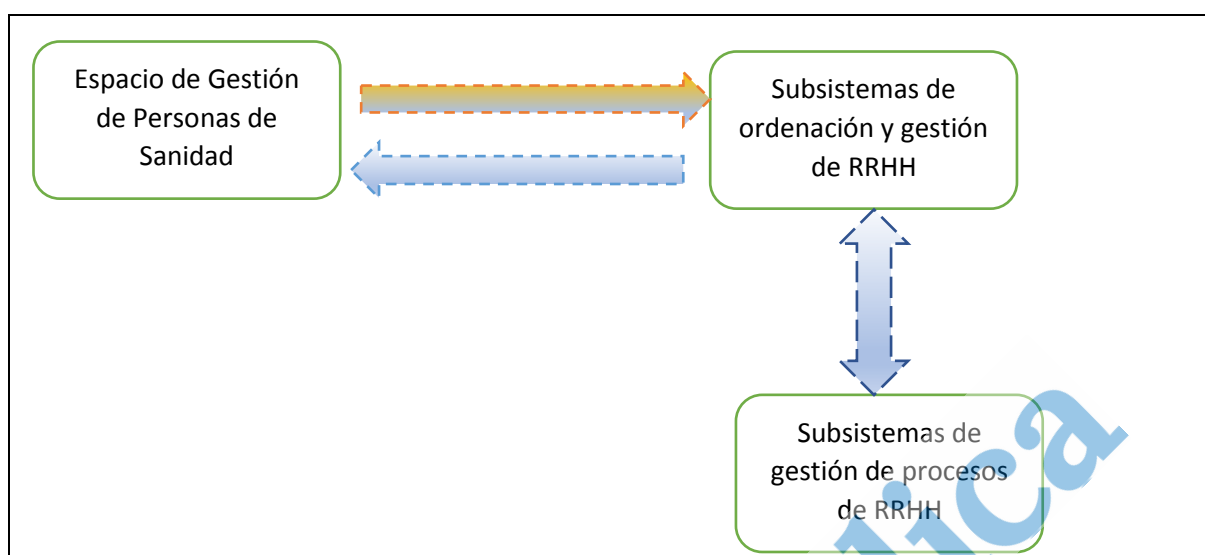 Espacio de Gestión
de Personas de
Sanidad
Subsistemas de
ordenación y gestión
de RRHH
Subsistemas de
gestión de procesos
de RRHH